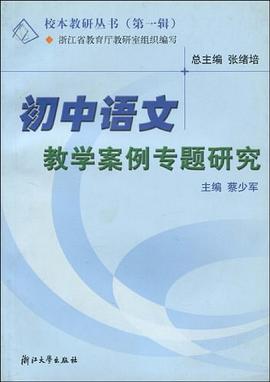 校本教研丛书（第一辑）
浙江省教育厅教研室组织编写
总主编 张绪培
初中语文
教学案例专题研究
主编 蔡少军
浙江大学出版社